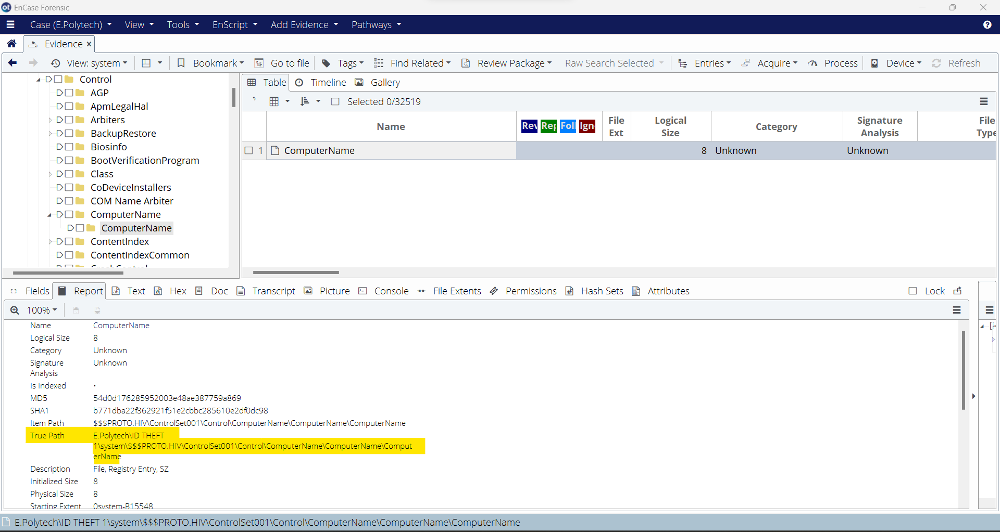 EnCase Forensic
Case (E.Polytech) View Tools EnScript Add Evidence Pathways
Evidence
View: system Bookmark Go to file Tags Find Related Review Package Raw Search Selected Entries Acquire Process Device Refresh
Control
AGP
ApmLegalHal
Arbiters
BackupRestore
Biosinfo
BootVerificationProgram
Class
CoDeviceInstallers
COM Name Arbiter
ComputerName
ComputerName
ContentIndex
ContentIndexCommon
Table Timeline Gallery
Selected 0/32519
Name Rev Rep Foll Ign File Ext Logical Size Category Signature Analysis File Type
1 ComputerName 8 Unknown Unknown
Fields Report Text Hex Doc Transcript Picture Console File Extents Permissions Hash Sets Attributes Lock
100%
Name ComputerName
Logical Size 8
Category Unknown
Signature Unknown
Analysis
Is Indexed •
MD5 54d0d176285952003e48ae387759a869
SHA1 b771dba22f362921f51e2cbbc285610e2df0dc98
Item Path $$$PROTO.HIV\ControlSet001\Control\ComputerName\ComputerName\ComputerName
True Path E.Polytech\ID THEFT
1\system\$$$PROTO.HIV\ControlSet001\Control\ComputerName\ComputerName\Comput
erName
Description File, Registry Entry, SZ
Initialized Size 8
Physical Size 8
Starting Extent 0system-B15548
E.Polytech\ID THEFT 1\system\$$$PROTO.HIV\ControlSet001\Control\ComputerName\ComputerName\ComputerName